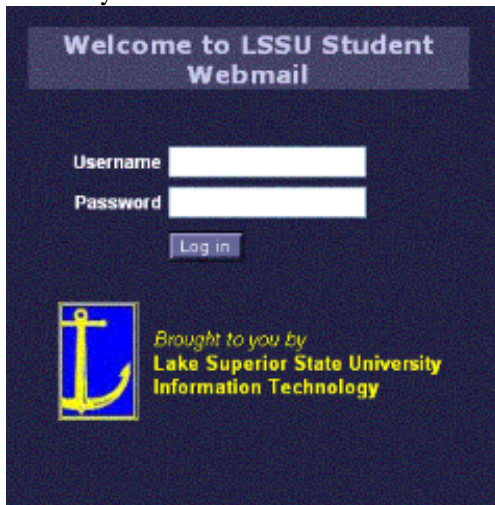 Welcome to LSSU Student
Webmail
Username
Password
Log in
Brought to you by
Lake Superior State University
Information Technology